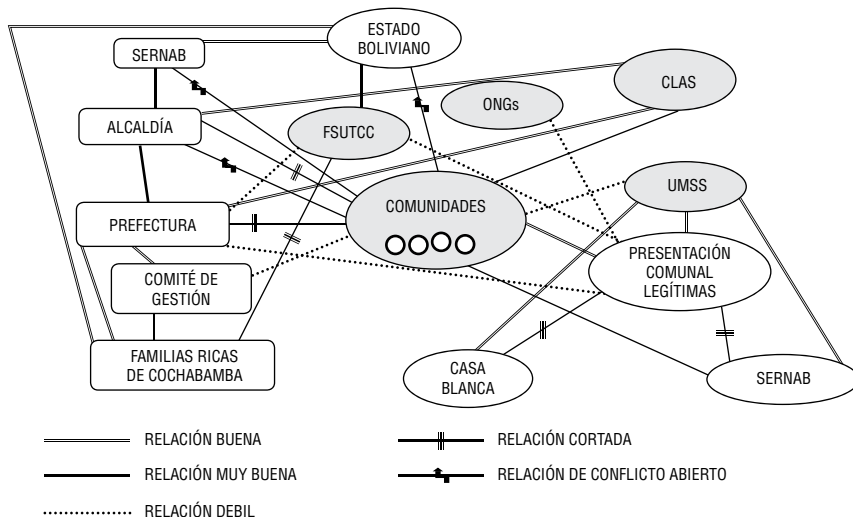 ESTADO
BOLIVIANO
SERNAB
CLAS
ONGs
ALCALDÍA
FSUTCC
UMSS
COMUNIDADES
PREFECTURA
PRESENTACIÓN
COMUNAL
LEGÍTIMAS
COMITÉ DE
GESTIÓN
FAMILIAS RICAS
DE COCHABAMBA
CASA
BLANCA
SERNAB
RELACIÓN BUENA
RELACIÓN CORTADA
RELACIÓN MUY BUENA
RELACIÓN DE CONFLICTO ABIERTO
RELACIÓN DEBIL